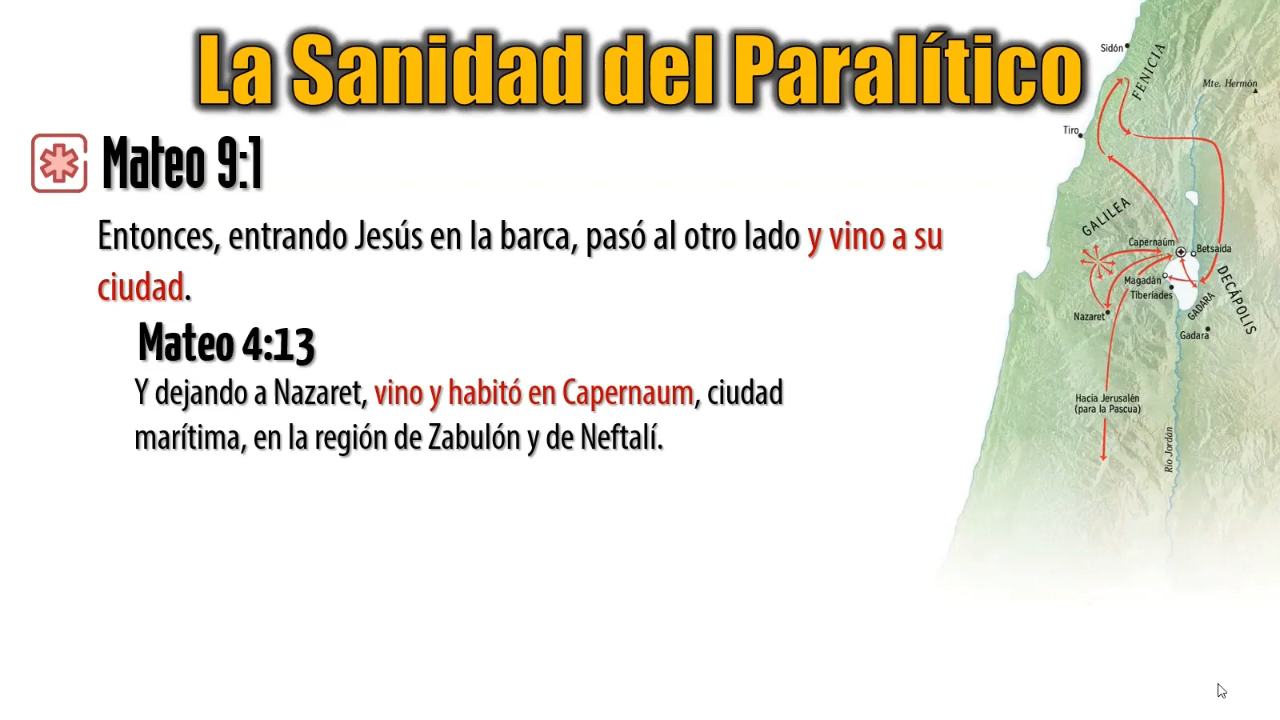 La Sanidad del Paralítico
Mateo 9:1
Entonces, entrando Jesús en la barca, pasó al otro lado y vino a su
ciudad.
Mateo 4:13
Y dejando a Nazaret, vino y habitó en Capernaum, ciudad
marítima, en la región de Zabulón y de Neftalí.
Sidón
FENICIA
Mte. Hermón
Tiro
GALILEA
Capernaúm
Betsaida
Magadán
Tiberíades
DECÁPOLIS
GADARA
Nazaret
Gadara
Hacia Jerusalén
(para la Pascua)
Río Jordán